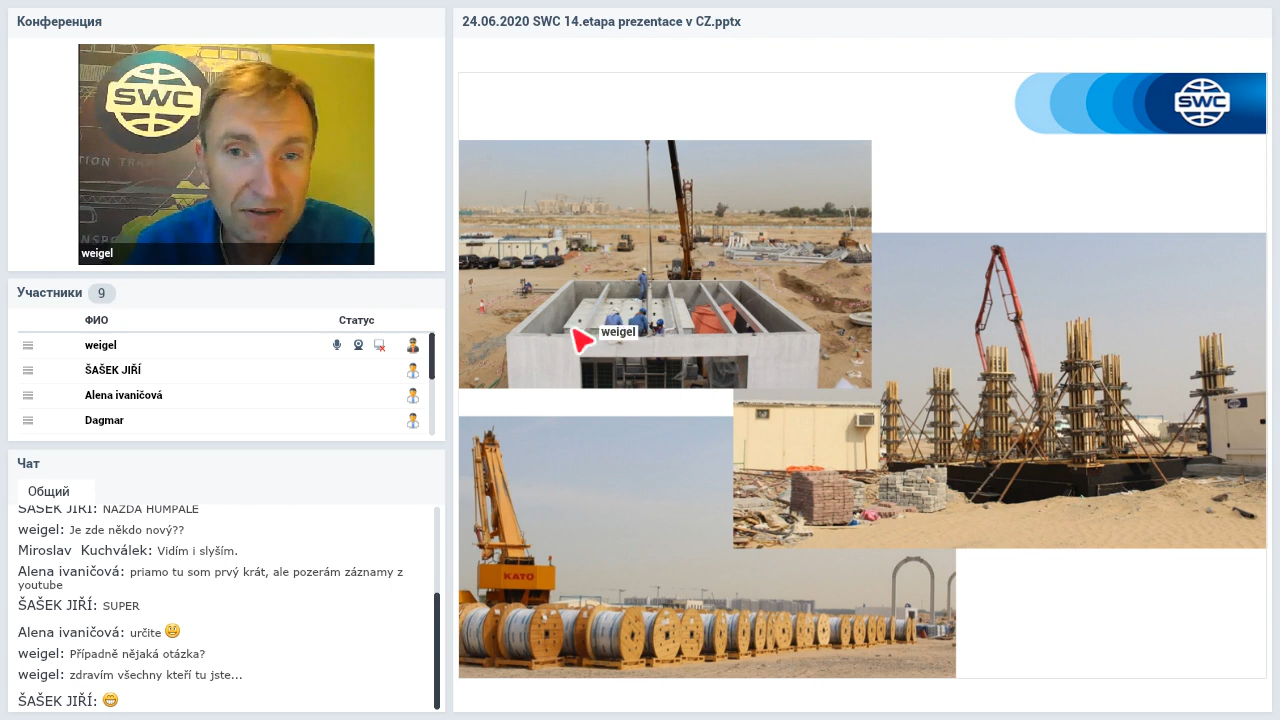 Конференция
SWC
TION TRA
NSPO
weigel
Участники 9
ФИО Статус
weigel
ŠAŠEK JIŘÍ
Alena ivaničová
Dagmar
Чат
Общий
ŠAŠEK JIŘÍ: NAZDA HUMPALE
weigel: Je zde někdo nový??
Miroslav Kuchválek: Vidím i slyším.
Alena ivaničová: priamo tu som prvý krát, ale pozerám záznamy z
youtube
ŠAŠEK JIŘÍ: SUPER
Alena ivaničová: určite
weigel: Případně nějaká otázka?
weigel: zdravím všechny kteří tu jste...
ŠAŠEK JIŘÍ:
24.06.2020 SWC 14.etapa prezentace v CZ.pptx
SWC
weigel
KATO